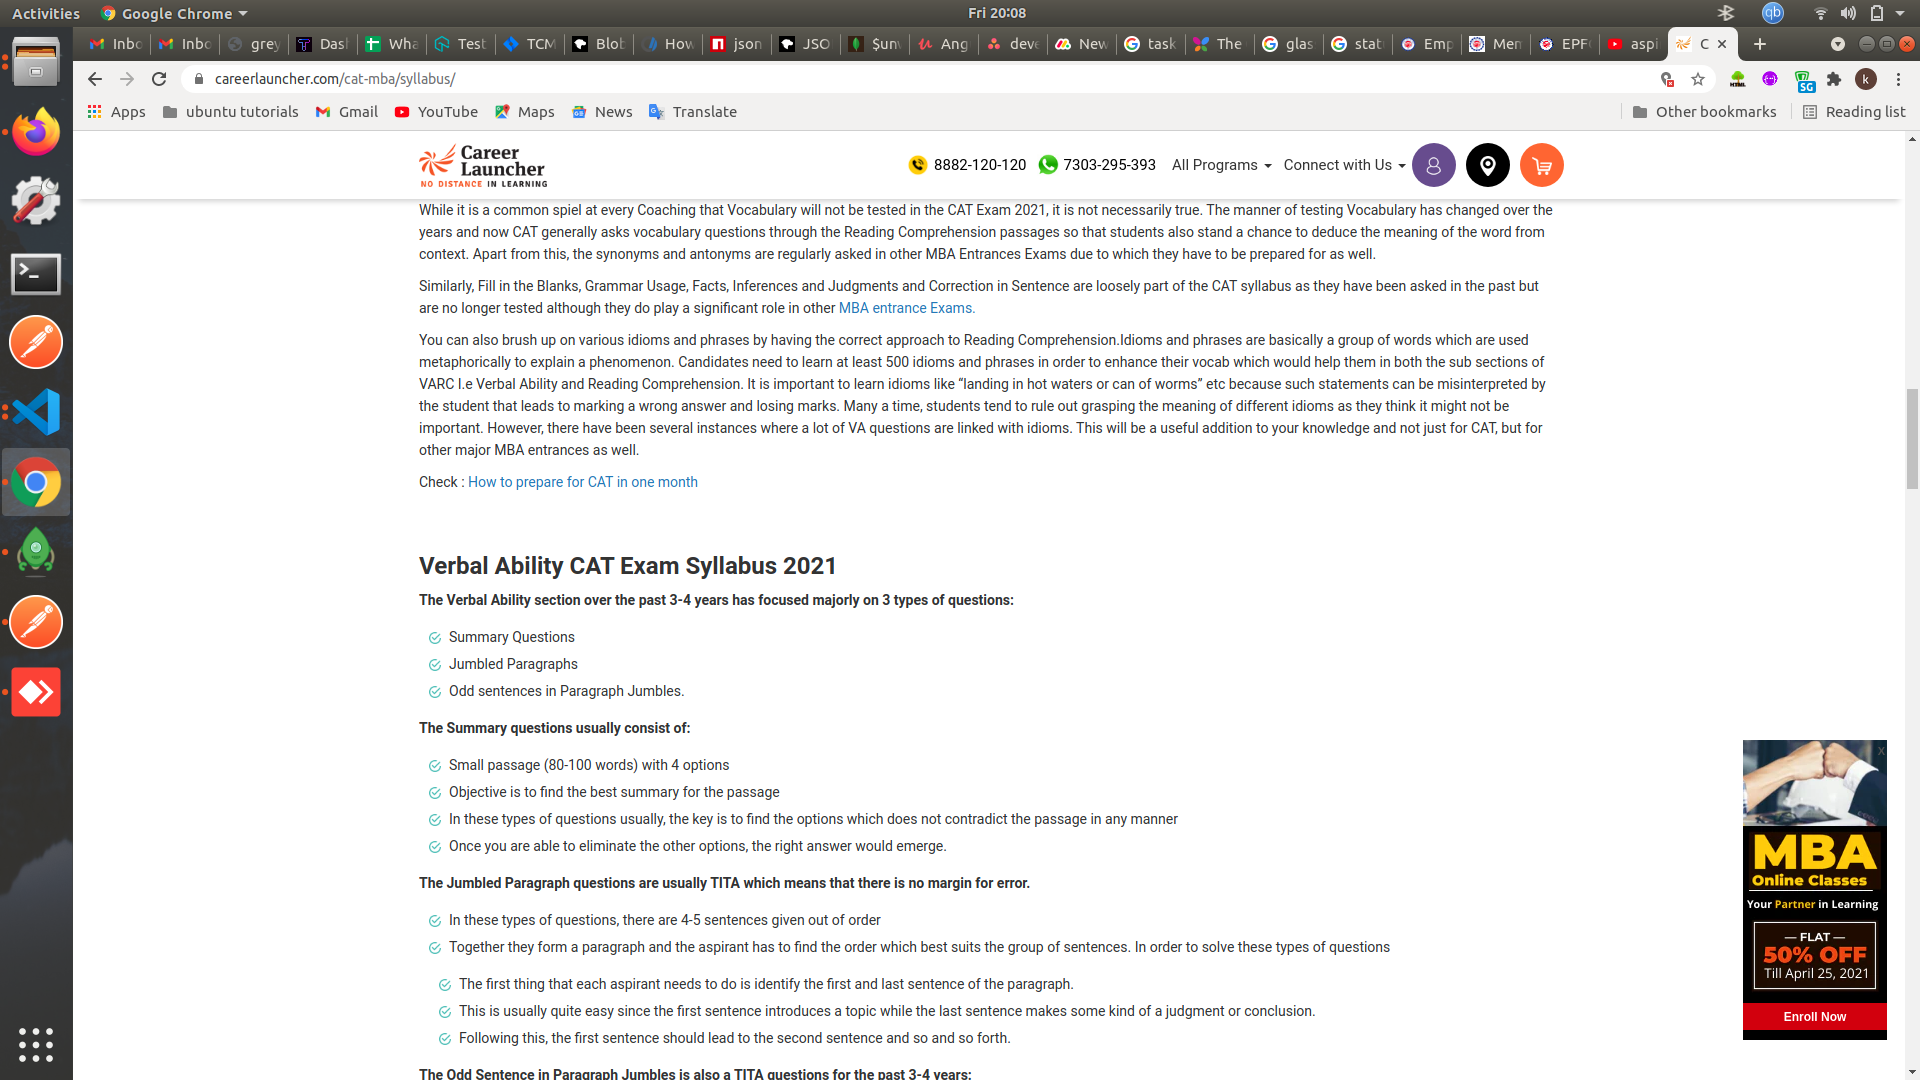 Activities Google Chrome Fri 20:08 qb
Inbo Inbo grey Das Wha Test TCM Blob How json JSO $unv Ang deve New task The glas stat Emp Men EPF aspi C
careerlauncher.com/cat-mba/syllabus/ SG k
Apps ubuntu tutorials Gmail YouTube Maps News Translate Other bookmarks Reading list
Career Launcher
NO DISTANCE IN LEARNING
8882-120-120 7303-295-393 All Programs Connect with Us
While it is a common spiel at every Coaching that Vocabulary will not be tested in the CAT Exam 2021, it is not necessarily true. The manner of testing Vocabulary has changed over the
years and now CAT generally asks vocabulary questions through the Reading Comprehension passages so that students also stand a chance to deduce the meaning of the word from
context. Apart from this, the synonyms and antonyms are regularly asked in other MBA Entrances Exams due to which they have to be prepared for as well.
Similarly, Fill in the Blanks, Grammar Usage, Facts, Inferences and Judgments and Correction in Sentence are loosely part of the CAT syllabus as they have been asked in the past but
are no longer tested although they do play a significant role in other MBA entrance Exams.
You can also brush up on various idioms and phrases by having the correct approach to Reading Comprehension.Idioms and phrases are basically a group of words which are used
metaphorically to explain a phenomenon. Candidates need to learn at least 500 idioms and phrases in order to enhance their vocab which would help them in both the sub sections of
VARC I.e Verbal Ability and Reading Comprehension. It is important to learn idioms like “landing in hot waters or can of worms” etc because such statements can be misinterpreted by
the student that leads to marking a wrong answer and losing marks. Many a time, students tend to rule out grasping the meaning of different idioms as they think it might not be
important. However, there have been several instances where a lot of VA questions are linked with idioms. This will be a useful addition to your knowledge and not just for CAT, but for
other major MBA entrances as well.
Check : How to prepare for CAT in one month
Verbal Ability CAT Exam Syllabus 2021
The Verbal Ability section over the past 3-4 years has focused majorly on 3 types of questions:
Summary Questions
Jumbled Paragraphs
Odd sentences in Paragraph Jumbles.
The Summary questions usually consist of:
Small passage (80-100 words) with 4 options
Objective is to find the best summary for the passage
In these types of questions usually, the key is to find the options which does not contradict the passage in any manner
Once you are able to eliminate the other options, the right answer would emerge.
The Jumbled Paragraph questions are usually TITA which means that there is no margin for error.
In these types of questions, there are 4-5 sentences given out of order
Together they form a paragraph and the aspirant has to find the order which best suits the group of sentences. In order to solve these types of questions
The first thing that each aspirant needs to do is identify the first and last sentence of the paragraph.
This is usually quite easy since the first sentence introduces a topic while the last sentence makes some kind of a judgment or conclusion.
Following this, the first sentence should lead to the second sentence and so and so forth.
The Odd Sentence in Paragraph Jumbles is also a TITA questions for the past 3-4 years:
X
MBA
Online Classes
Your Partner in Learning
— FLAT —
50% OFF
Till April 25, 2021
Enroll Now